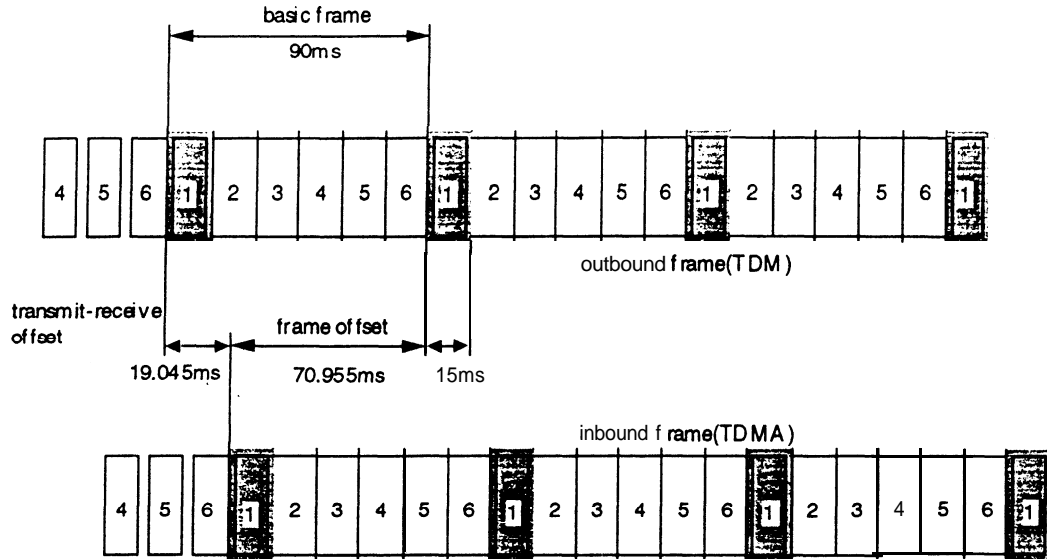 basic frame
90ms
4 5 6 1 2 3 4 5 6 1 2 3 4 5 6 1 2 3 4 5 6 1
outbound frame(TDM)
transmit-receive
offset
frame offset
19.045ms
70.955ms
15ms
inbound frame(TDMA)
4 5 6 1 2 3 4 5 6 1 2 3 4 5 6 1 2 3 4 5 6 1